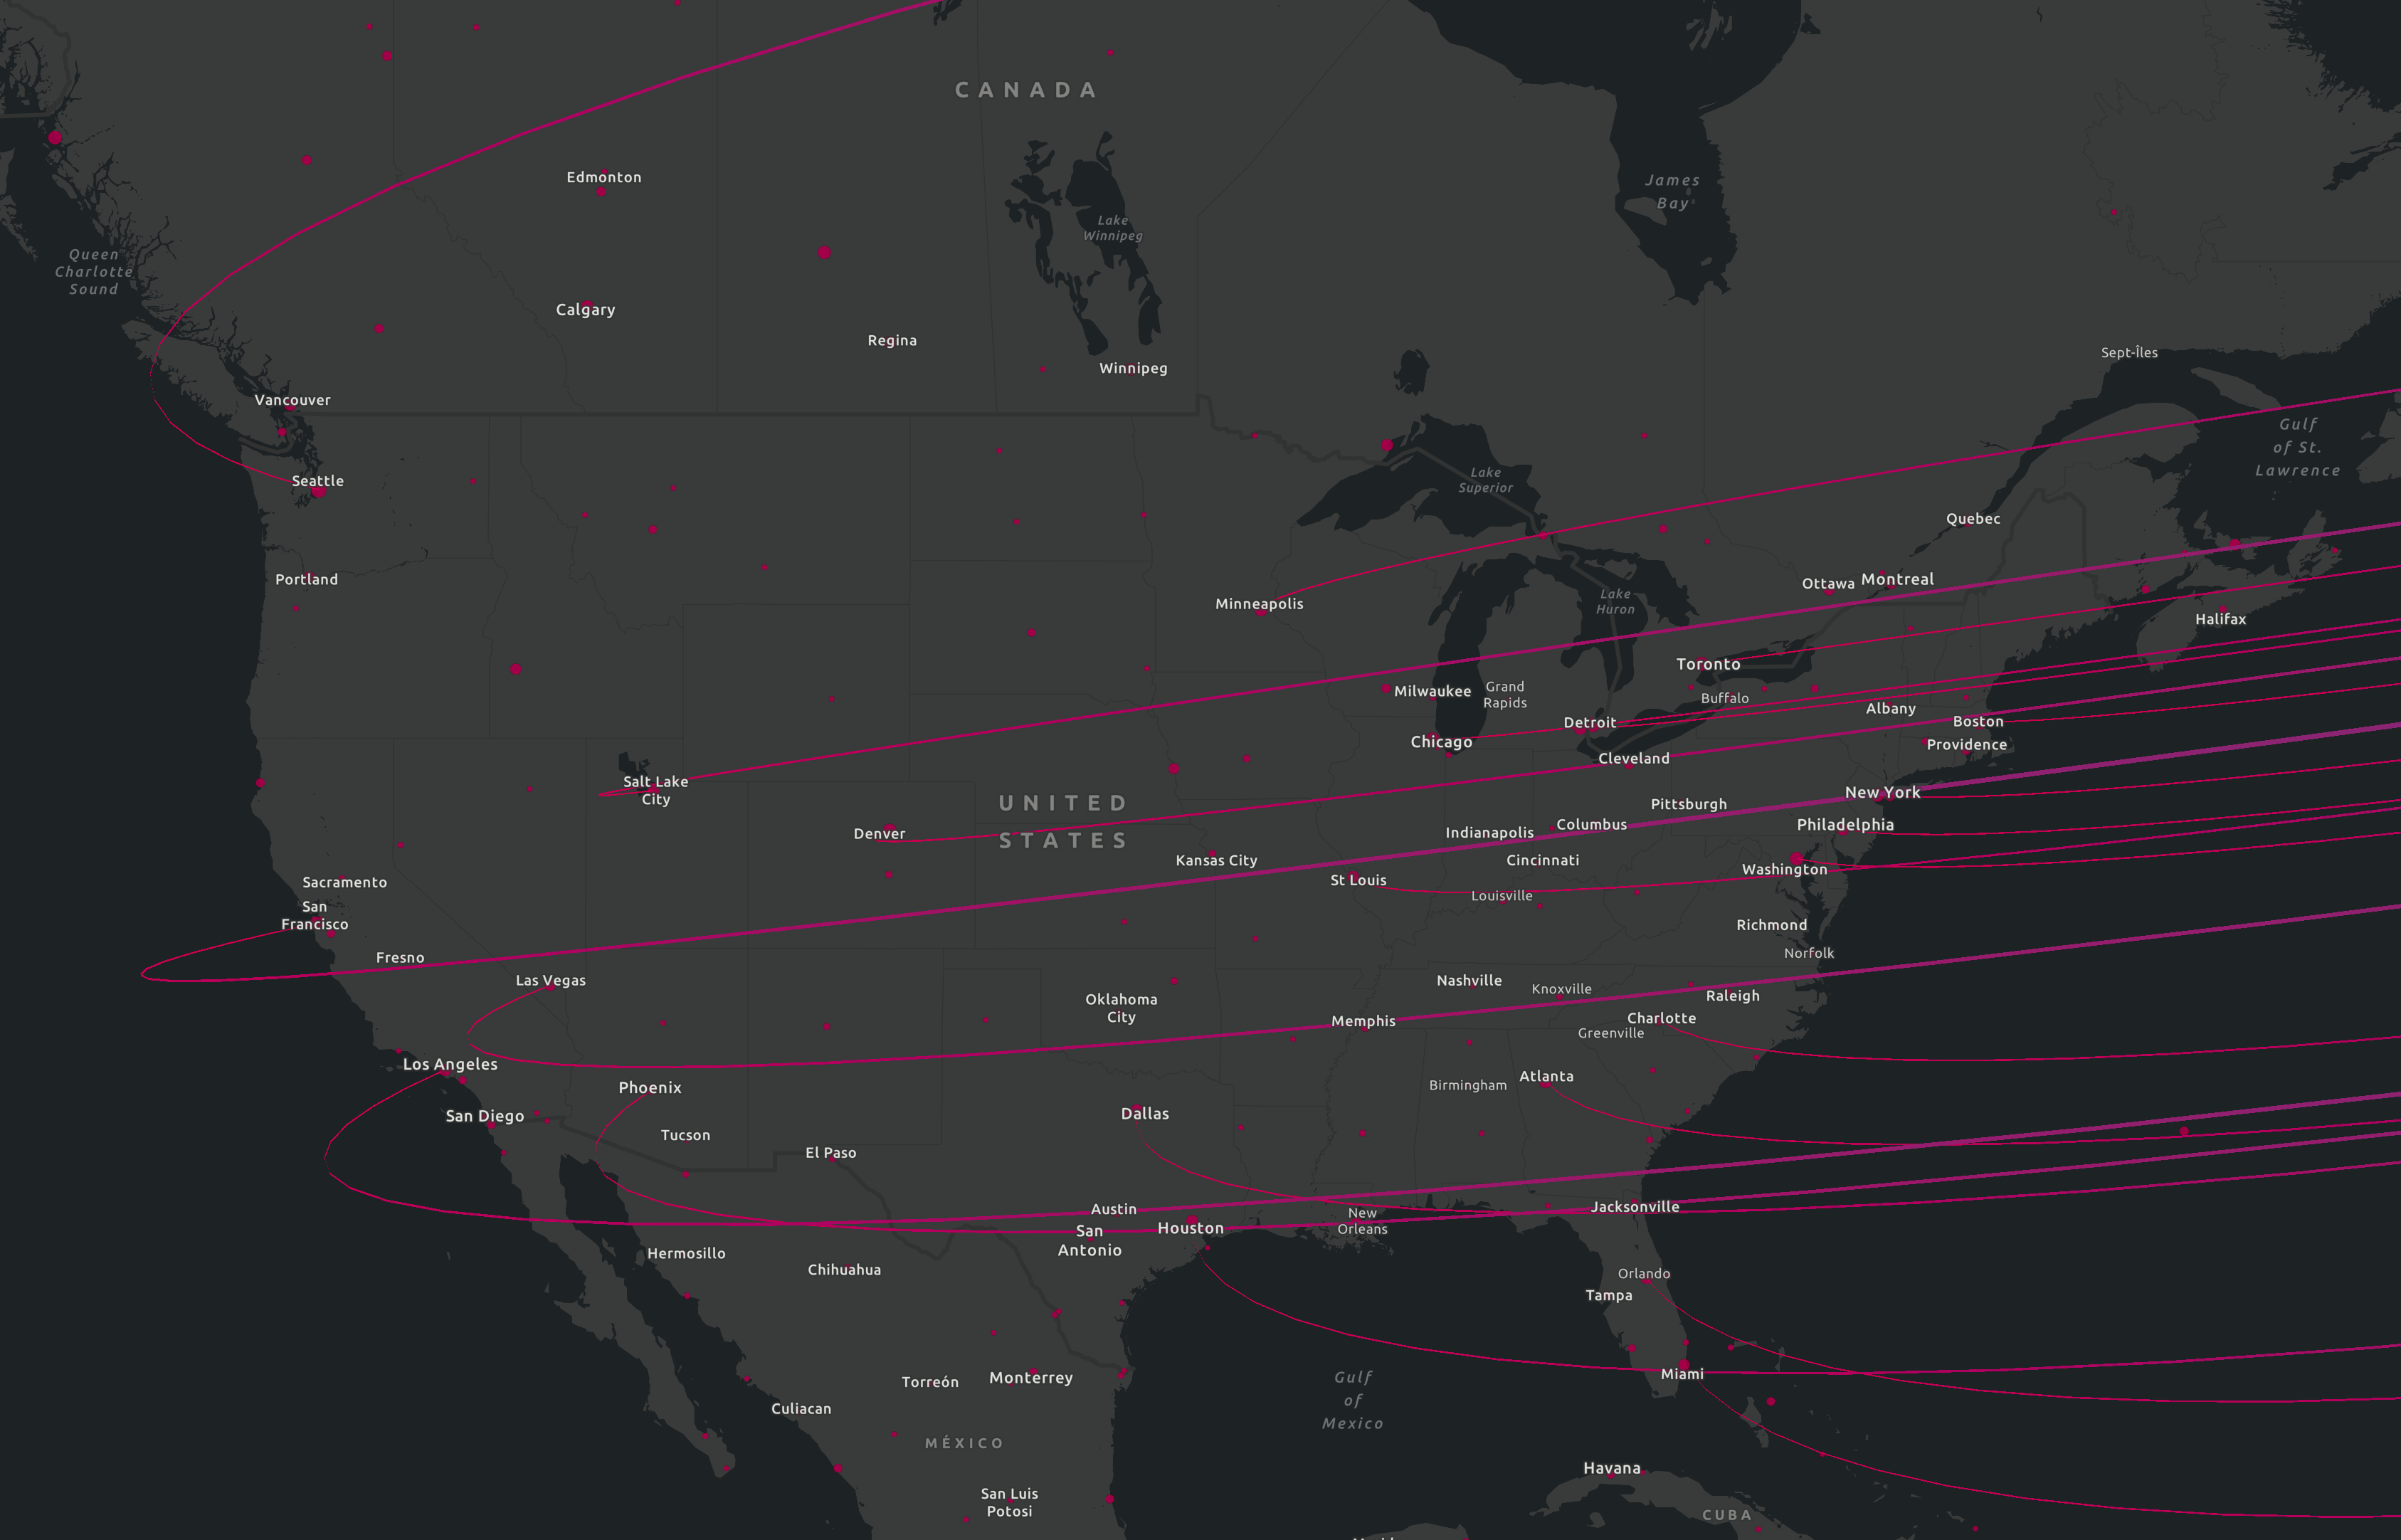 CANADA
Edmonton
James
Bay
Lake
Winnipeg
Queen
Charlotte
Sound
Calgary
Regina
Winnipeg
Sept-Îles
Vancouver
Gulf
of St.
Lawrence
Seattle
Lake
Superior
Quebec
Portland
Minneapolis
Lake
Huron
Ottawa
Montreal
Halifax
Toronto
Milwaukee
Grand
Rapids
Buffalo
Albany
Detroit
Boston
Chicago
Providence
Cleveland
Salt Lake
City
New York
UNITED
STATES
Pittsburgh
Denver
Indianapolis
Columbus
Philadelphia
Kansas City
Cincinnati
Washington
Sacramento
St Louis
Louisville
San
Francisco
Richmond
Fresno
Norfolk
Las Vegas
Nashville
Knoxville
Raleigh
Oklahoma
City
Memphis
Charlotte
Greenville
Los Angeles
Phoenix
Birmingham
Atlanta
San Diego
Dallas
Tucson
El Paso
Austin
Jacksonville
San
Antonio
Houston
New
Orleans
Hermosillo
Chihuahua
Orlando
Tampa
Torreón
Monterrey
Miami
Gulf
of
Mexico
Culiacan
MÉXICO
Havana
San Luis
Potosi
CUBA